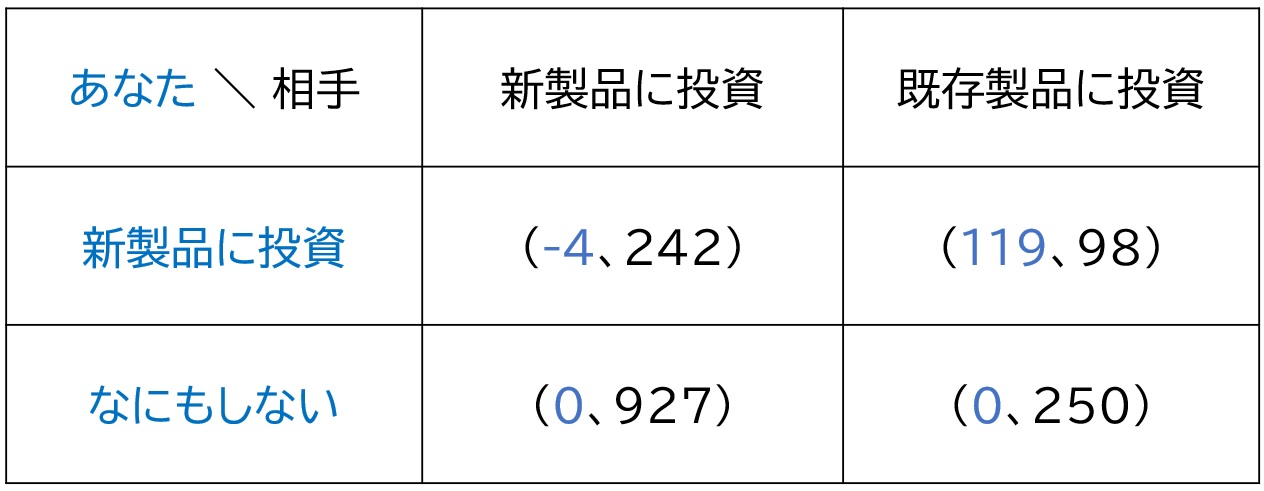 あなた ＼ 相手
新製品に投資
既存製品に投資
新製品に投資
（-4、242）
（119、98）
なにもしない
（0、927）
（0、250）